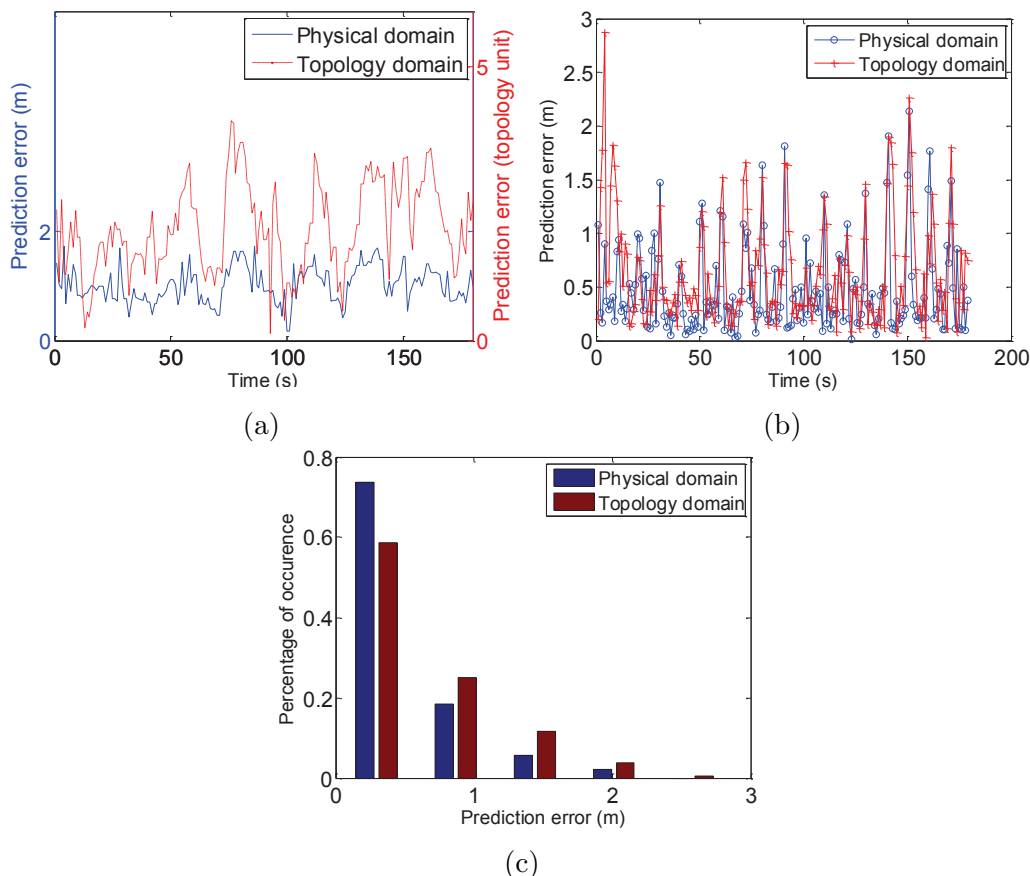 Physical domain
Topology domain
Prediction error (m)
2
0
5
0
Prediction error (topology unit)
0 50 100 150
Time (s)
(a)
Physical domain
Topology domain
Prediction error (m)
3
2.5
2
1.5
1
0.5
0
0 50 100 150 200
Time (s)
(b)
Physical domain
Topology domain
Percentage of occurence
0.8
0.6
0.4
0.2
0
0 1 2 3
Prediction error (m)
(c)